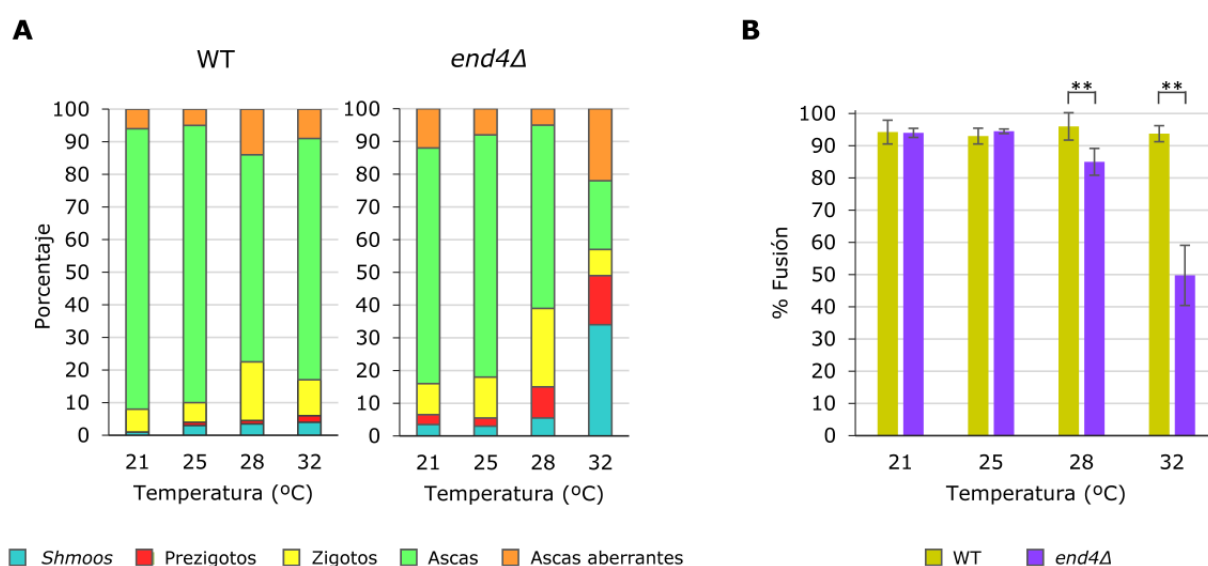 A
WT
end4Δ
Porcentaje
100
90
80
70
60
50
40
30
20
10
0
21 25 28 32
Temperatura (ºC)
100
90
80
70
60
50
40
30
20
10
0
21 25 28 32
Temperatura (ºC)
Shmoos Prezigotos Zigotos Ascas Ascas aberrantes
B
** **
% Fusión
100
90
80
70
60
50
40
30
20
10
0
21 25 28 32
Temperatura (ºC)
WT end4Δ